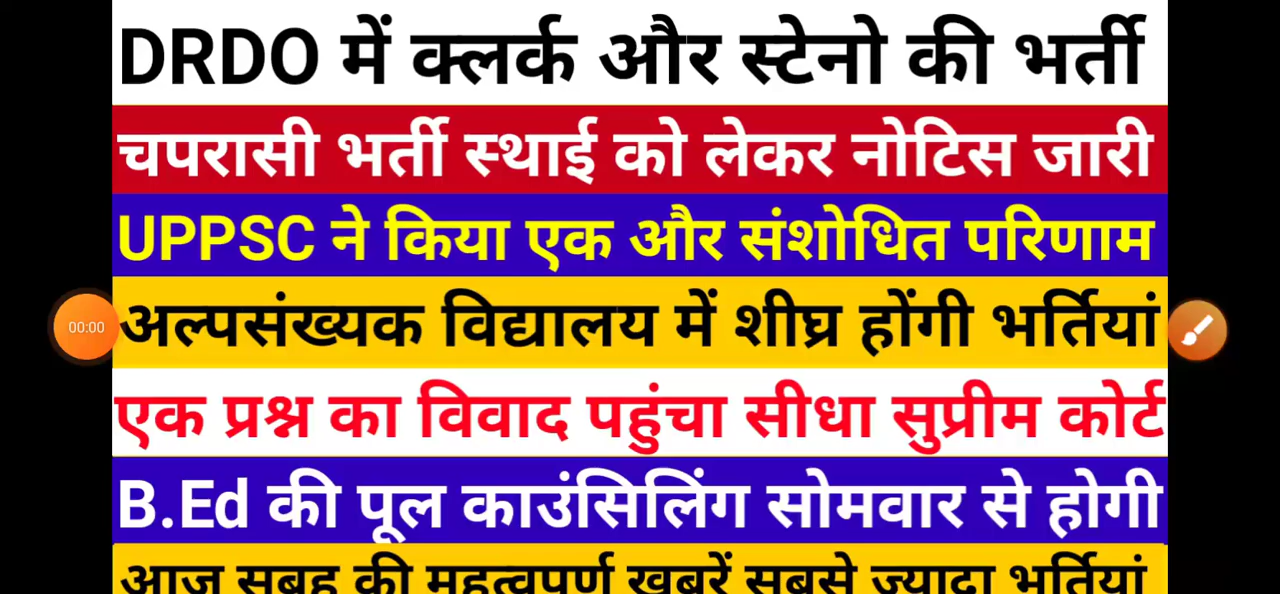 DRDO में क्लर्क और स्टेनो की भर्ती
चपरासी भर्ती स्थाई को लेकर नोटिस जारी
UPPSC ने किया एक और संशोधित परिणाम
00:00
अल्पसंख्यक विद्यालय में शीघ्र होंगी भर्तियां
एक प्रश्न का विवाद पहुंचा सीधा सुप्रीम कोर्ट
B.Ed की पूल काउंसिलिंग सोमवार से होगी
आज सुबह की महत्वपूर्ण खबरें सबसे ज्यादा भर्तियां